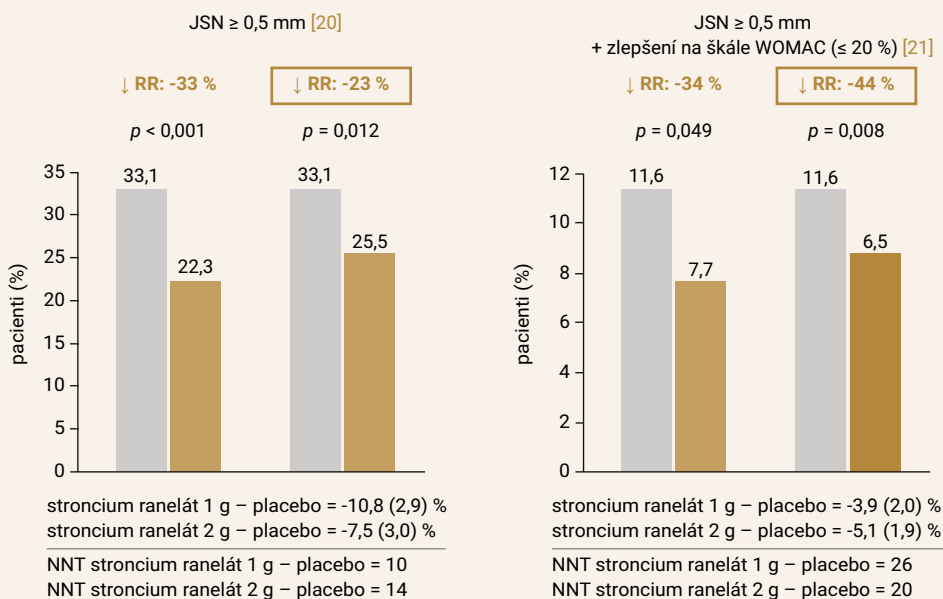 JSN ≥ 0,5 mm [20]
↓ RR: -33 %
↓ RR: -23 %
p < 0,001
p = 0,012
pacienti (%)
35
30
25
20
15
10
5
0
33,1
22,3
33,1
25,5
stroncium ranelát 1 g – placebo = -10,8 (2,9) %
stroncium ranelát 2 g – placebo = -7,5 (3,0) %
NNT stroncium ranelát 1 g – placebo = 10
NNT stroncium ranelát 2 g – placebo = 14
JSN ≥ 0,5 mm
+ zlepšení na škále WOMAC (≤ 20 %) [21]
↓ RR: -34 %
↓ RR: -44 %
p = 0,049
p = 0,008
pacienti (%)
12
10
8
6
4
2
0
11,6
7,7
11,6
6,5
stroncium ranelát 1 g – placebo = -3,9 (2,0) %
stroncium ranelát 2 g – placebo = -5,1 (1,9) %
NNT stroncium ranelát 1 g – placebo = 26
NNT stroncium ranelát 2 g – placebo = 20